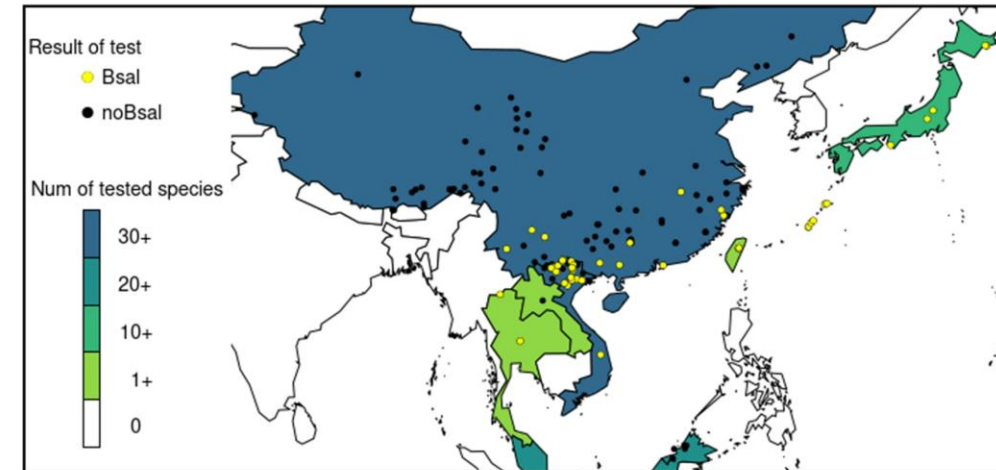 Result of test
Bsal
noBsal
Num of tested species
30+
20+
10+
1+
0